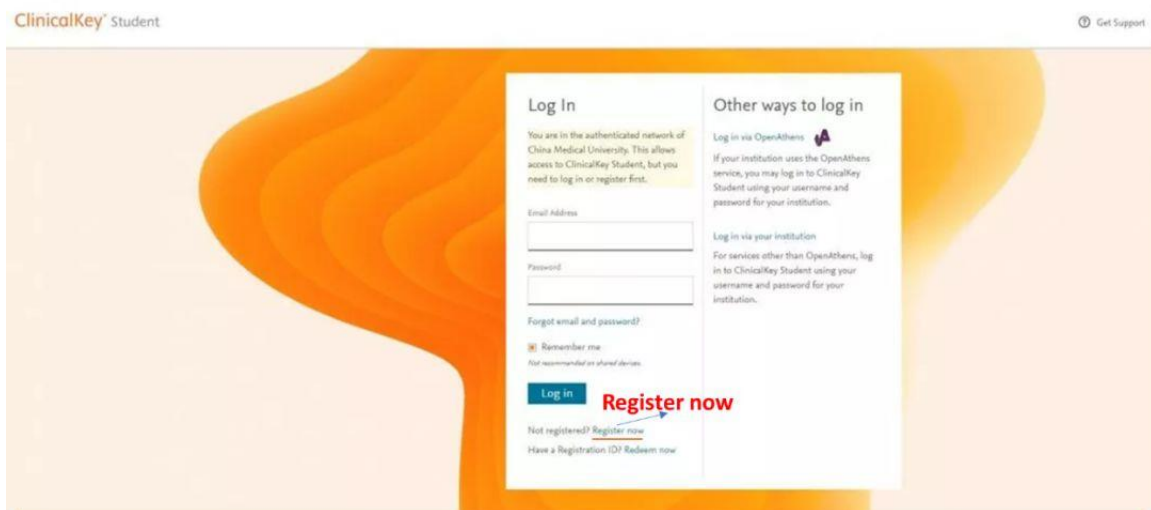 ClinicalKey® Student
Get Support
Log In
You are in the authenticated network of
China Medical University. This allows
access to ClinicalKey Student, but you
need to log in or register first.
Email Address
Password
Forgot email and password?
Remember me
Not recommended on shared devices.
Log in
Register now
Not registered? Register now
Have a Registration ID? Redeem now
Other ways to log in
Log in via OpenAthens
If your institution uses the OpenAthens
service, you may log in to ClinicalKey
Student using your username and
password for your institution.
Log in via your institution
For services other than OpenAthens, log
in to ClinicalKey Student using your
username and password for your
institution.